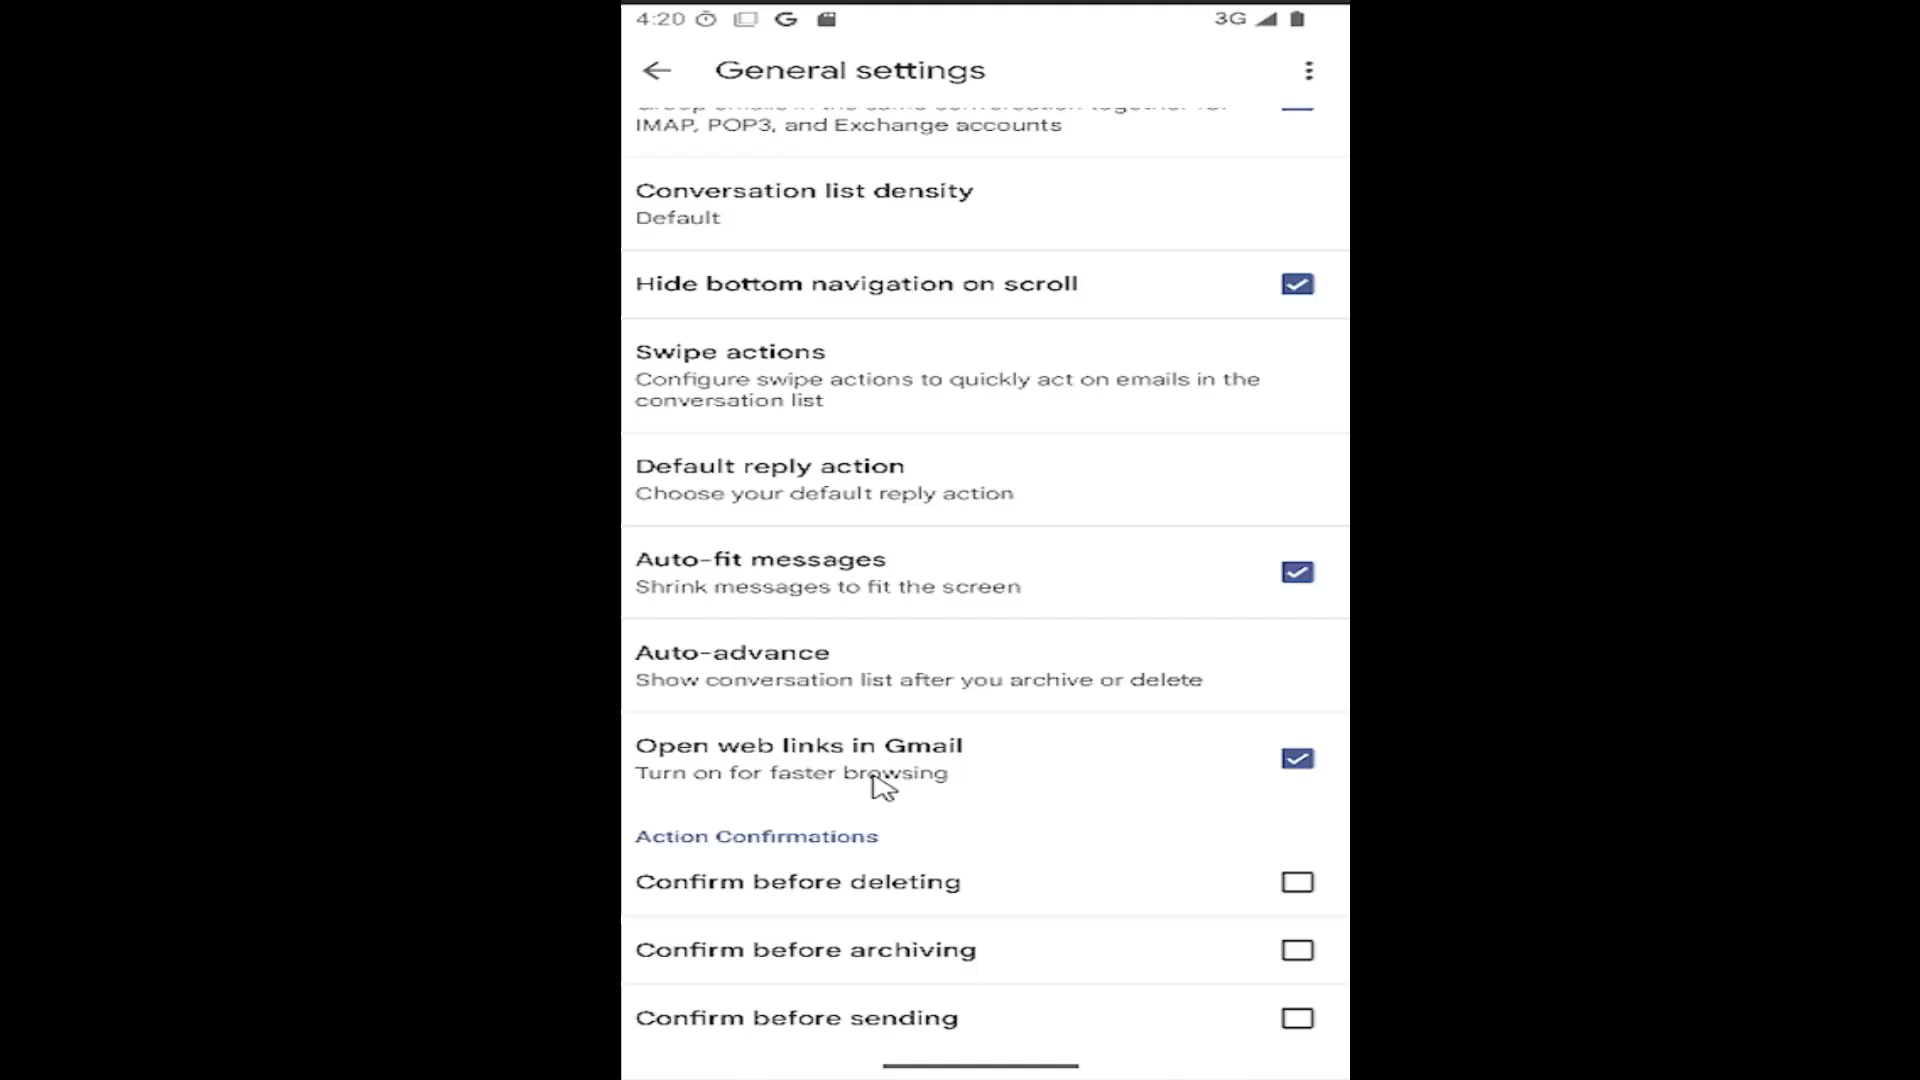 4:20
3G
General settings
IMAP, POP3, and Exchange accounts
Conversation list density
Default
Hide bottom navigation on scroll
Swipe actions
Configure swipe actions to quickly act on emails in the
conversation list
Default reply action
Choose your default reply action
Auto-fit messages
Shrink messages to fit the screen
Auto-advance
Show conversation list after you archive or delete
Open web links in Gmail
Turn on for faster browsing
Action Confirmations
Confirm before deleting
Confirm before archiving
Confirm before sending